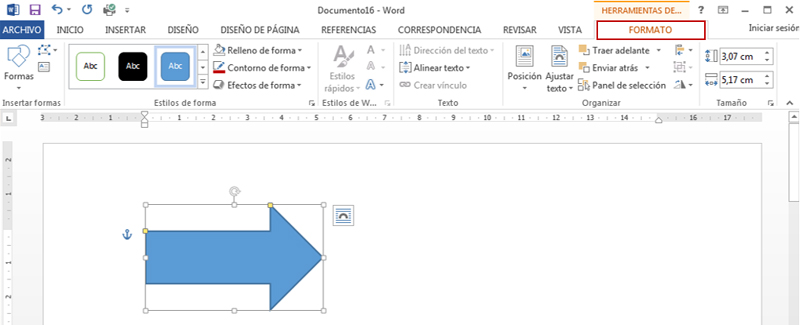 Documento16 - Word
HERRAMIENTAS DE...
ARCHIVO INICIO INSERTAR DISEÑO DISEÑO DE PÁGINA REFERENCIAS CORRESPONDENCIA REVISAR VISTA FORMATO Iniciar sesión
Formas
Abc Abc Abc
Relleno de forma
Contorno de forma
Efectos de forma
Estilos rápidos
A
A
A
Dirección del texto
Alinear texto
Crear vínculo
Posición
Ajustar texto
Traer adelante
Enviar atrás
Panel de selección
3,07 cm
5,17 cm
Insertar formas Estilos de forma Estilos de W... Texto Organizar Tamaño
3 2 1 1 2 3 4 5 6 7 8 9 10 11 12 13 14 15 16 17
2
1
1
2